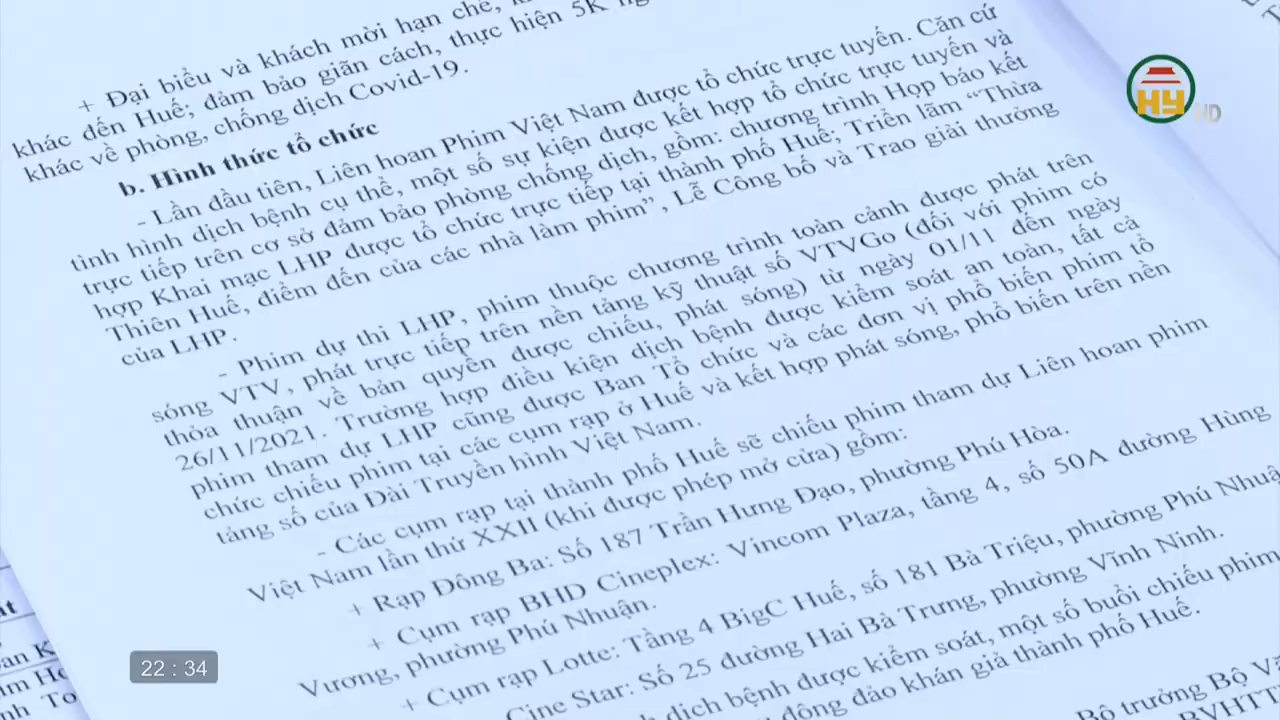 + Đại biểu và khách mời hạn chế,
khác đến Huế; đảm bảo giãn cách, thực hiện 5K
khác về phòng, chống dịch Covid-19.
b. Hình thức tổ chức
- Lần đầu tiên, Liên hoan Phim Việt Nam được tổ chức trực tuyến. Căn cứ
tình hình dịch bệnh cụ thể, một số sự kiện được kết hợp tổ chức trực tuyến và
trực tiếp trên cơ sở đảm bảo phòng chống dịch, gồm: chương trình Họp báo kết
hợp Khai mạc LHP được tổ chức trực tiếp tại thành phố Huế; Triển lãm “Thừa
Thiên Huế, điểm đến của các nhà làm phim”, Lễ Công bố và Trao giải thưởng
của LHP.
- Phim dự thi LHP, phim thuộc chương trình toàn cảnh được phát trên
sóng VTV, phát trực tiếp trên nền tảng kỹ thuật số VTVGo (đối với phim có
thỏa thuận về bản quyền được chiếu, phát sóng) từ ngày 01/11 đến ngày
26/11/2021. Trường hợp điều kiện dịch bệnh được kiểm soát an toàn, tất cả
phim tham dự LHP cũng được Ban Tổ chức và các đơn vị phổ biến phim tổ
chức chiếu phim tại các cụm rạp ở Huế và kết hợp phát sóng, phổ biến trên nền
tảng số của Đài Truyền hình Việt Nam.
- Các cụm rạp tại thành phố Huế sẽ chiếu phim tham dự Liên hoan phim
Việt Nam lần thứ XXII (khi được phép mở cửa) gồm:
+ Rạp Đông Ba: Số 187 Trần Hưng Đạo, phường Phú Hòa.
+ Cụm rạp BHD Cineplex: Vincom Plaza, tầng 4, số 50A đường Hùng
Vương, phường Phú Nhuận.
+ Cụm rạp Lotte: Tầng 4 BigC Huế, số 181 Bà Triệu, phường Phú Nhuậ
Cine Star: Số 25 đường Hai Bà Trưng, phường Vĩnh Ninh.
dịch bệnh được kiểm soát, một số buổi chiếu phim
đông đảo khán giả thành phố Huế.
Bộ trưởng Bộ Vă
BVHTT
HY HD
22 : 34